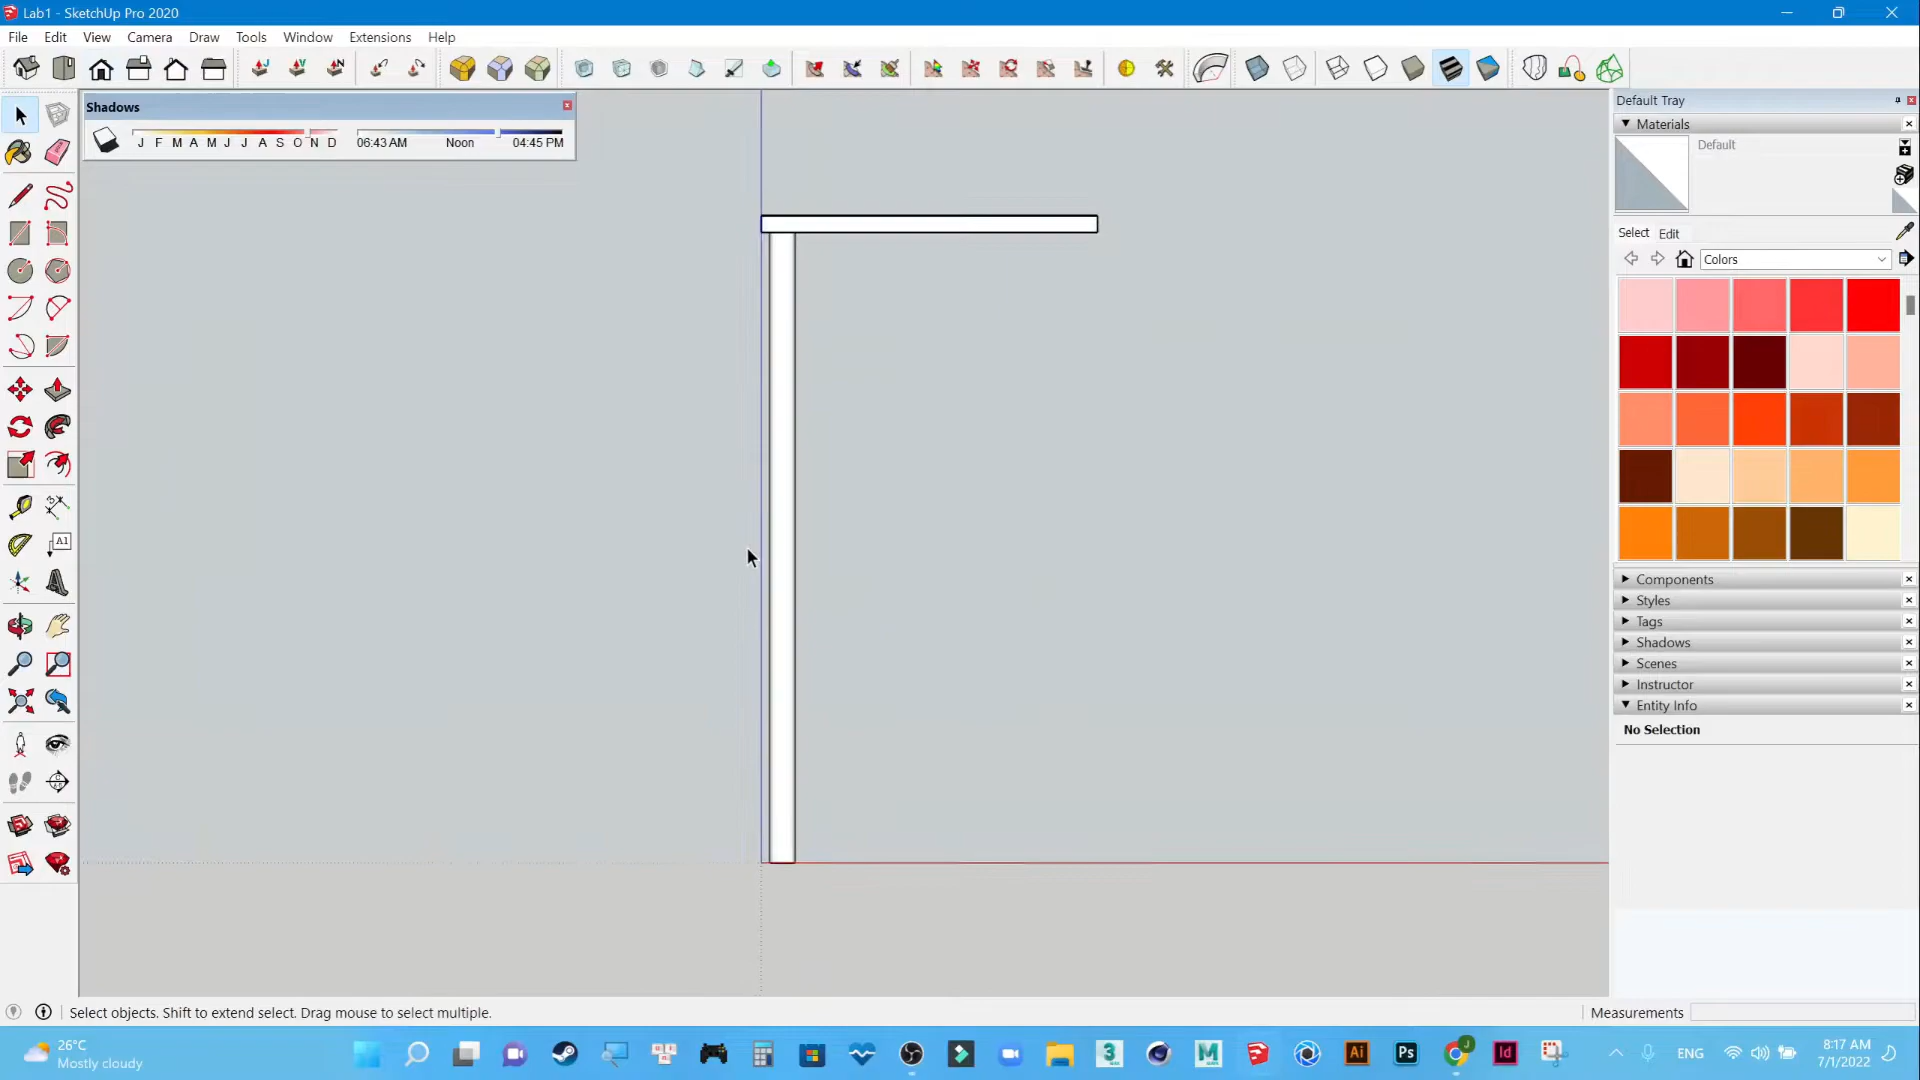 Lab1 - SketchUp Pro 2020
File Edit View Camera Draw Tools Window Extensions Help
Shadows
J F M A M J J A S O N D 06:43 AM Noon 04:45 PM
Default Tray
Materials
Default
Select Edit
Colors
Components
Styles
Tags
Shadows
Scenes
Instructor
Entity Info
No Selection
Select objects. Shift to extend select. Drag mouse to select multiple.
Measurements
26°C
Mostly cloudy
ENG
8:17 AM
7/1/2022